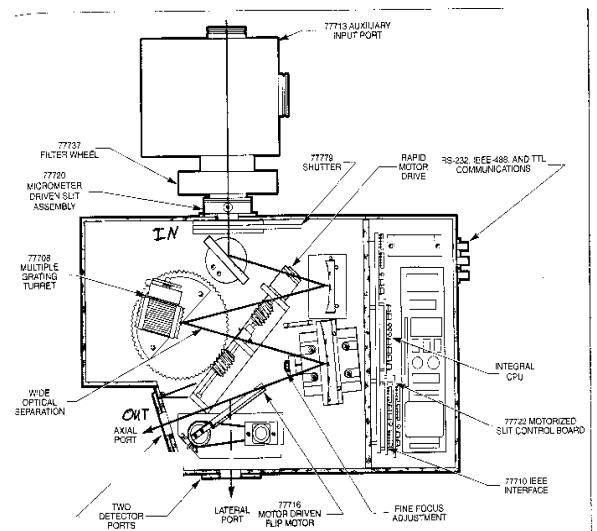 77713 AUXILIARY
INPUT PORT
77737
FILTER WHEEL
77720
MICROMETER
DRIVEN SLIT
ASSEMBLY
77779
SHUTTER
RAPID
MOTOR
DRIVE
RS-232, IEEE-488, AND TTL
COMMUNICATIONS
IN
77708
MULTIPLE
GRATING
TURRET
WIDE
OPTICAL
SEPARATION
OUT
AXIAL
PORT
INTEGRAL
CPU
77722 MOTORIZED
SLIT CONTROL BOARD
77710 IEEE
INTERFACE
TWO
DETECTOR
PORTS
LATERAL
PORT
77716
MOTOR DRIVEN
FLIP MOTOR
FINE FOCUS
ADJUSTMENT